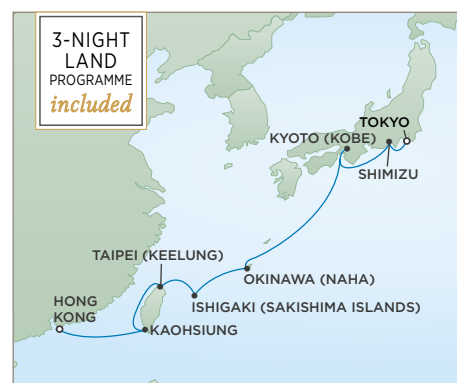 3-NIGHT
LAND
PROGRAMME
included
TOKYO
KYOTO (KOBE)
SHIMIZU
TAIPEI (KEELUNG)
OKINAWA (NAHA)
ISHIGAKI (SAKISHIMA ISLANDS)
HONG
KONG
KAOHSIUNG